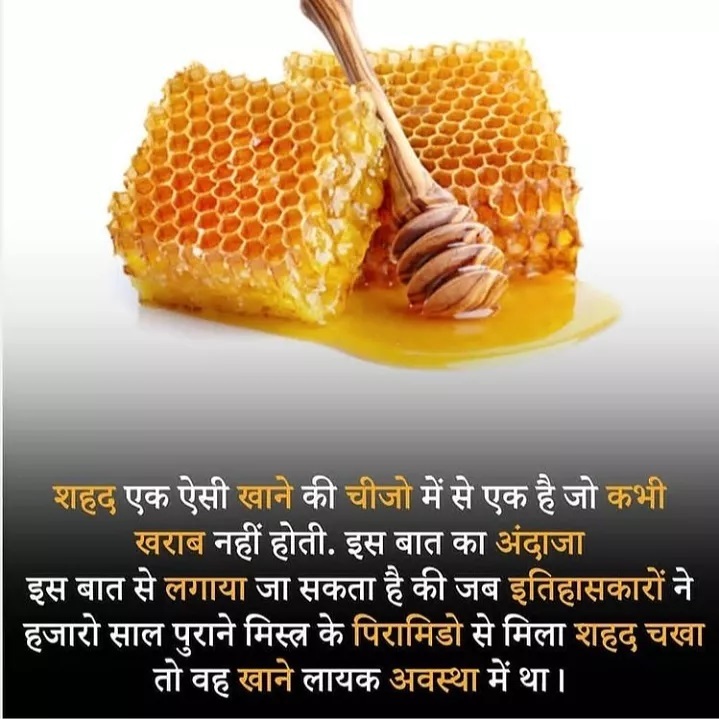 शहद एक ऐसी खाने की चीजो में से एक है जो कभी
खराब नहीं होती. इस बात का अंदाजा
इस बात से लगाया जा सकता है की जब इतिहासकारों ने
हजारो साल पुराने मिस्त्र के पिरामिडो से मिला शहद चखा
तो वह खाने लायक अवस्था में था।